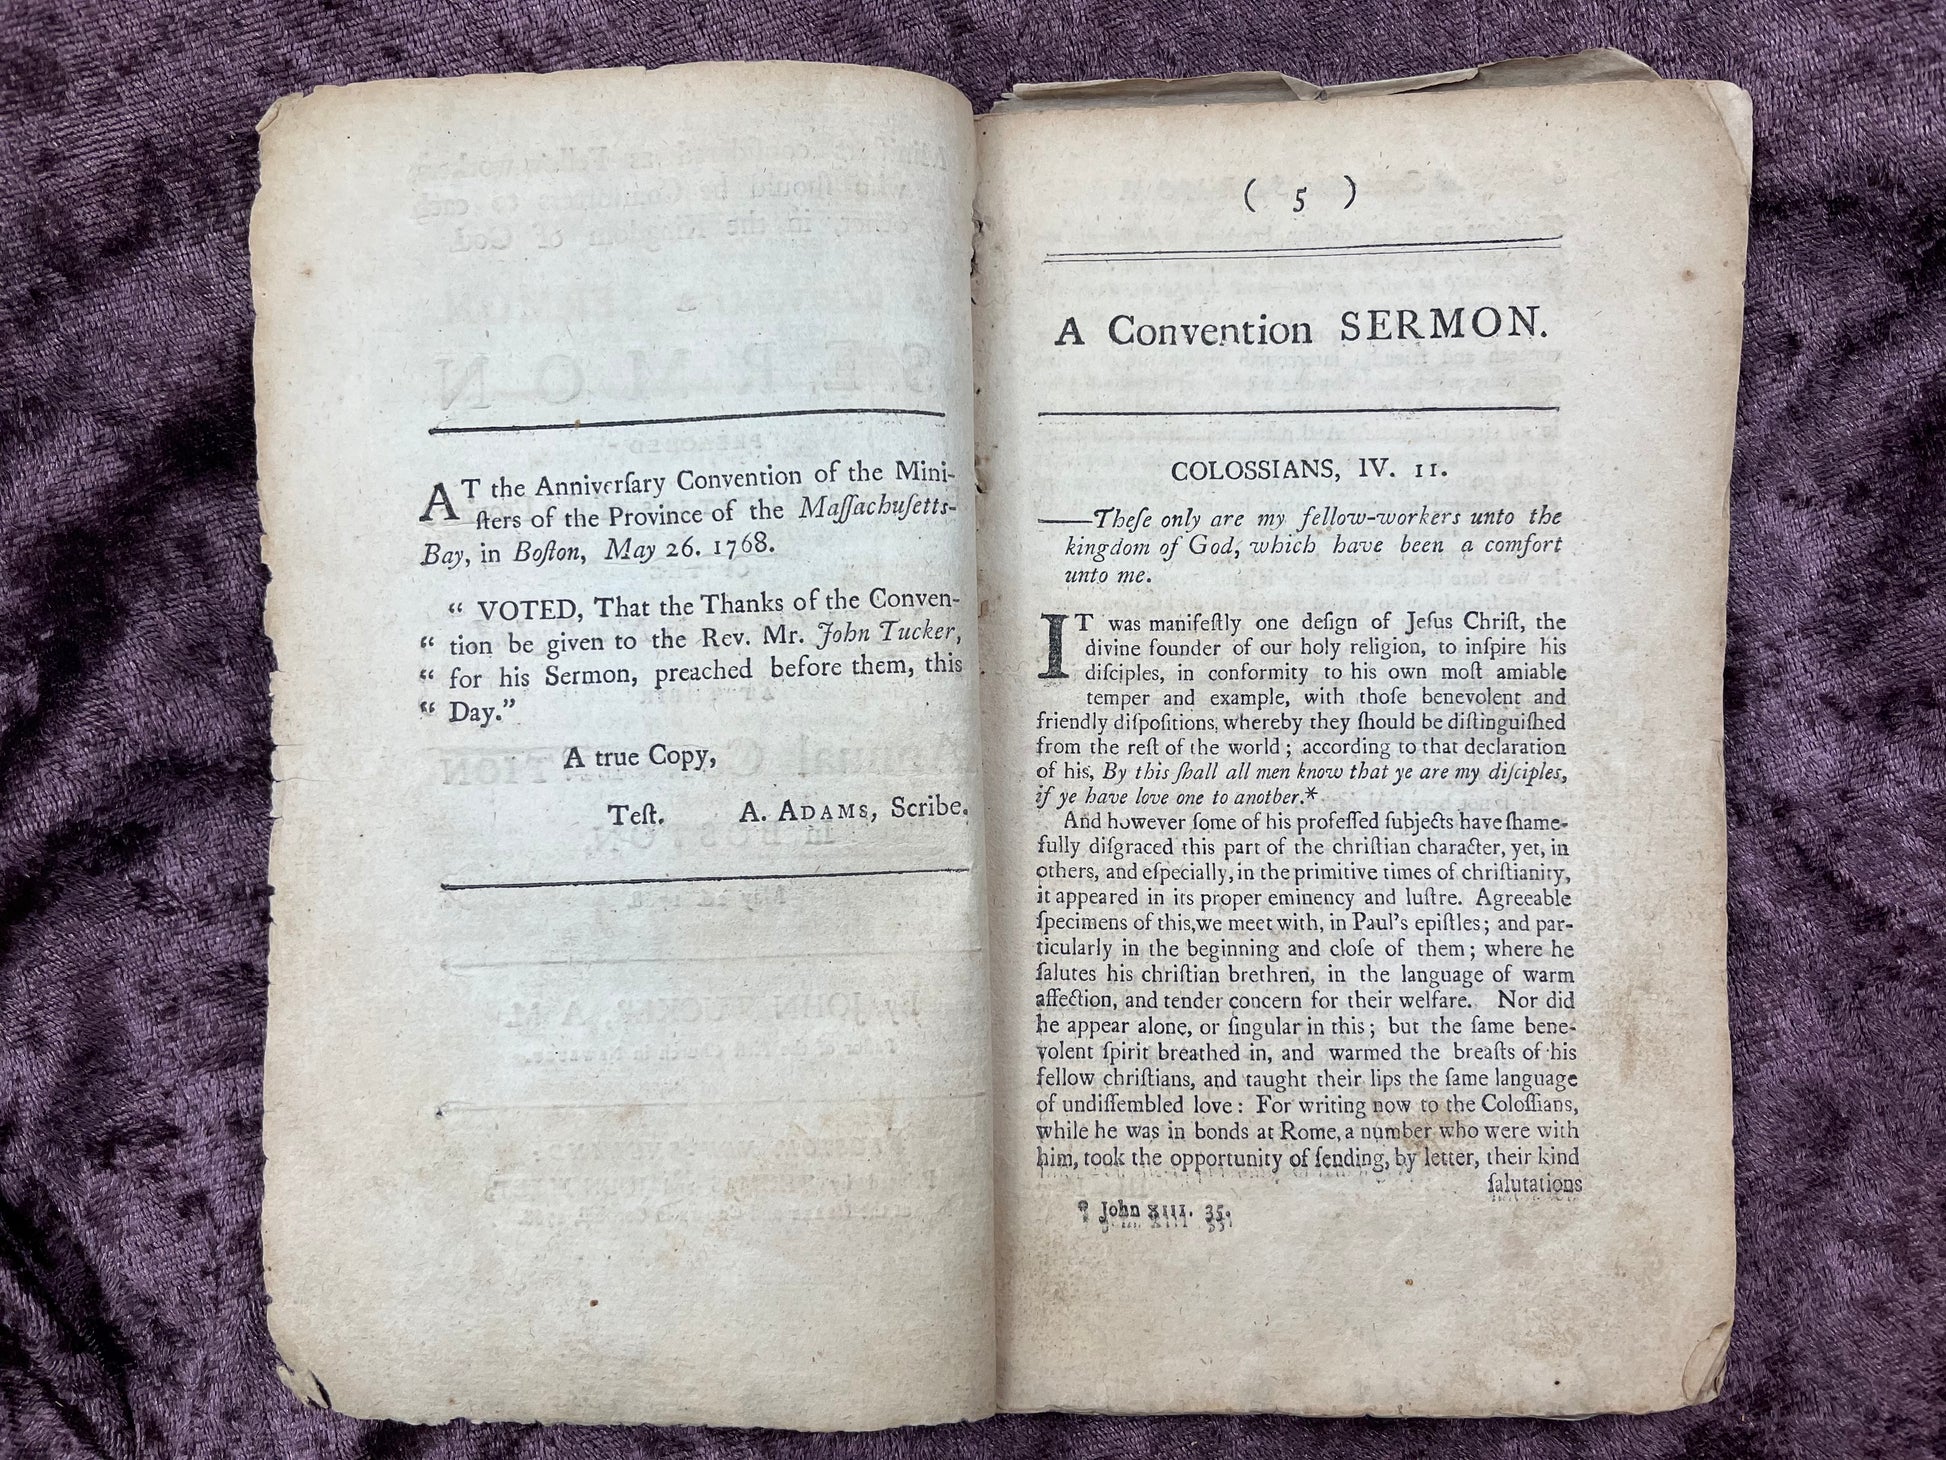 AT the Anniverſary Convention of the Mini-
ſters of the Province of the Maſſachuſetts-
Bay, in Boſton, May 26. 1768.
“ VOTED, That the Thanks of the Conven-
“ tion be given to the Rev. Mr. John Tucker,
“ for his Sermon, preached before them, this
“ Day.”
A true Copy,
Teſt. A. ADAMS, Scribe.
( 5 )
A Convention SERMON.
COLOSSIANS, IV. 11.
——Theſe only are my fellow-workers unto the
kingdom of God, which have been a comfort
unto me.
IT was manifeſtly one deſign of Jeſus Chriſt, the
divine founder of our holy religion, to inſpire his
diſciples, in conformity to his own moſt amiable
temper and example, with thoſe benevolent and
friendly diſpoſitions, whereby they ſhould be diſtinguiſhed
from the reſt of the world ; according to that declaration
of his, By this ſhall all men know that ye are my diſciples,
if ye have love one to another.*
And however ſome of his profeſſed ſubjects have ſhame-
fully diſgraced this part of the chriſtian character, yet, in
others, and eſpecially, in the primitive times of chriſtianity,
it appeared in its proper eminency and luſtre. Agreeable
ſpecimens of this, we meet with, in Paul's epiſtles ; and par-
ticularly in the beginning and cloſe of them ; where he
ſalutes his chriſtian brethren, in the language of warm
affection, and tender concern for their welfare. Nor did
he appear alone, or ſingular in this ; but the ſame bene-
volent ſpirit breathed in, and warmed the breaſts of his
fellow chriſtians, and taught their lips the ſame language
of undiſſembled love : For writing now to the Coloſſians,
while he was in bonds at Rome, a number who were with
him, took the opportunity of ſending, by letter, their kind
ſalutations
* John XIII. 35.